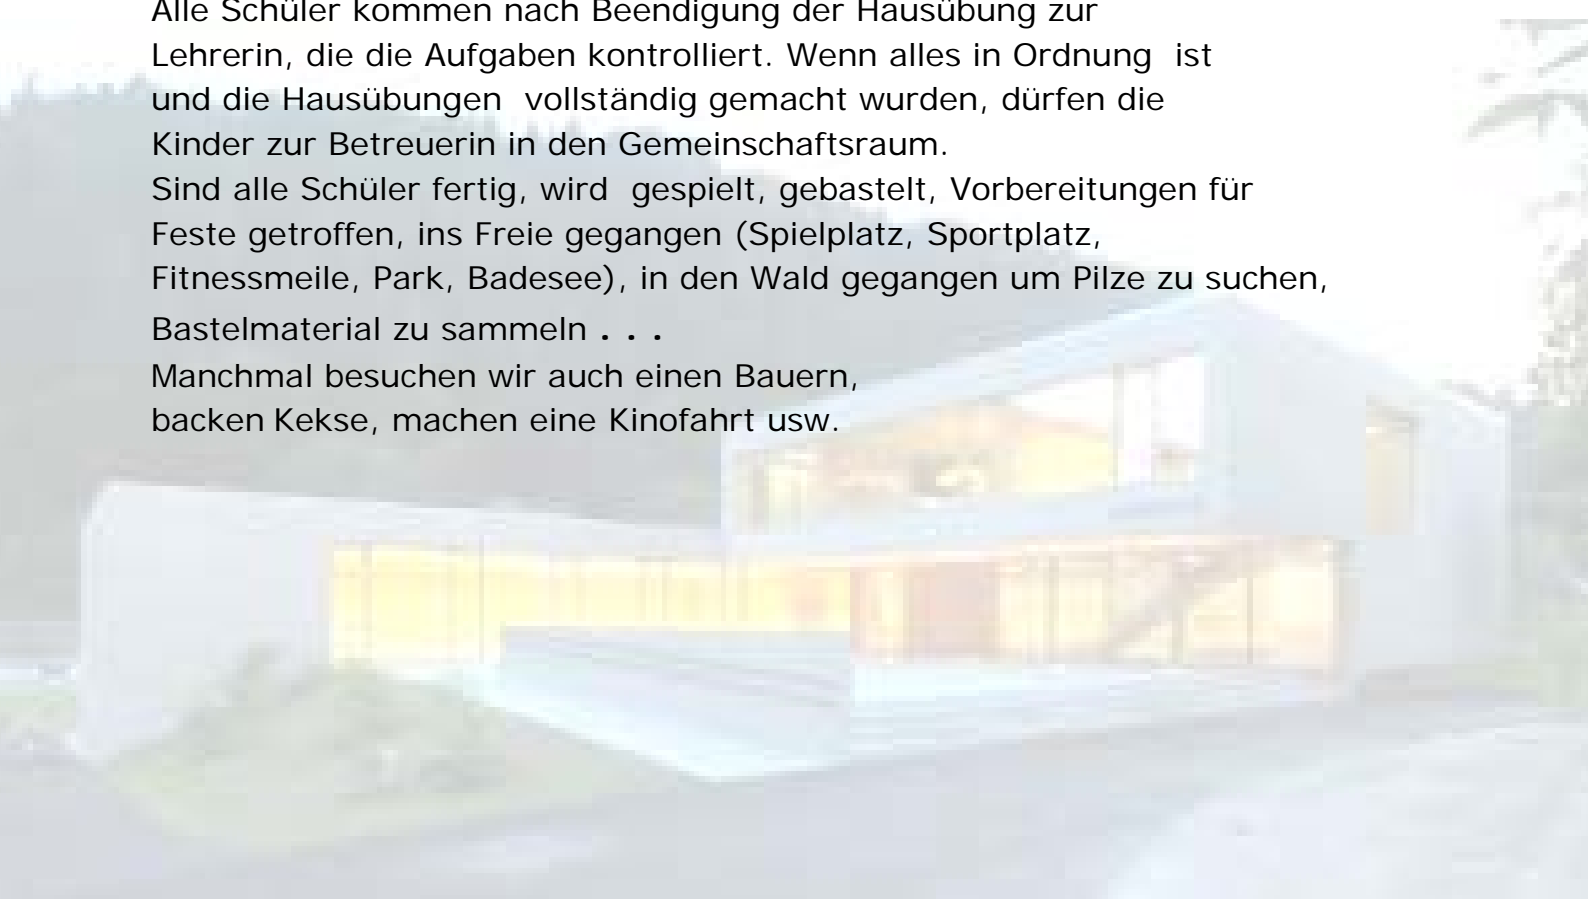 Alle Schüler kommen nach Beendigung der Hausübung zur
Lehrerin, die die Aufgaben kontrolliert. Wenn alles in Ordnung  ist
und die Hausübungen  vollständig gemacht wurden, dürfen die
Kinder zur Betreuerin in den Gemeinschaftsraum.
Sind alle Schüler fertig, wird  gespielt, gebastelt, Vorbereitungen für
Feste getroffen, ins Freie gegangen (Spielplatz, Sportplatz,
Fitnessmeile, Park, Badesee), in den Wald gegangen um Pilze zu suchen,
Bastelmaterial zu sammeln . . .
Manchmal besuchen wir auch einen Bauern,
backen Kekse, machen eine Kinofahrt usw.